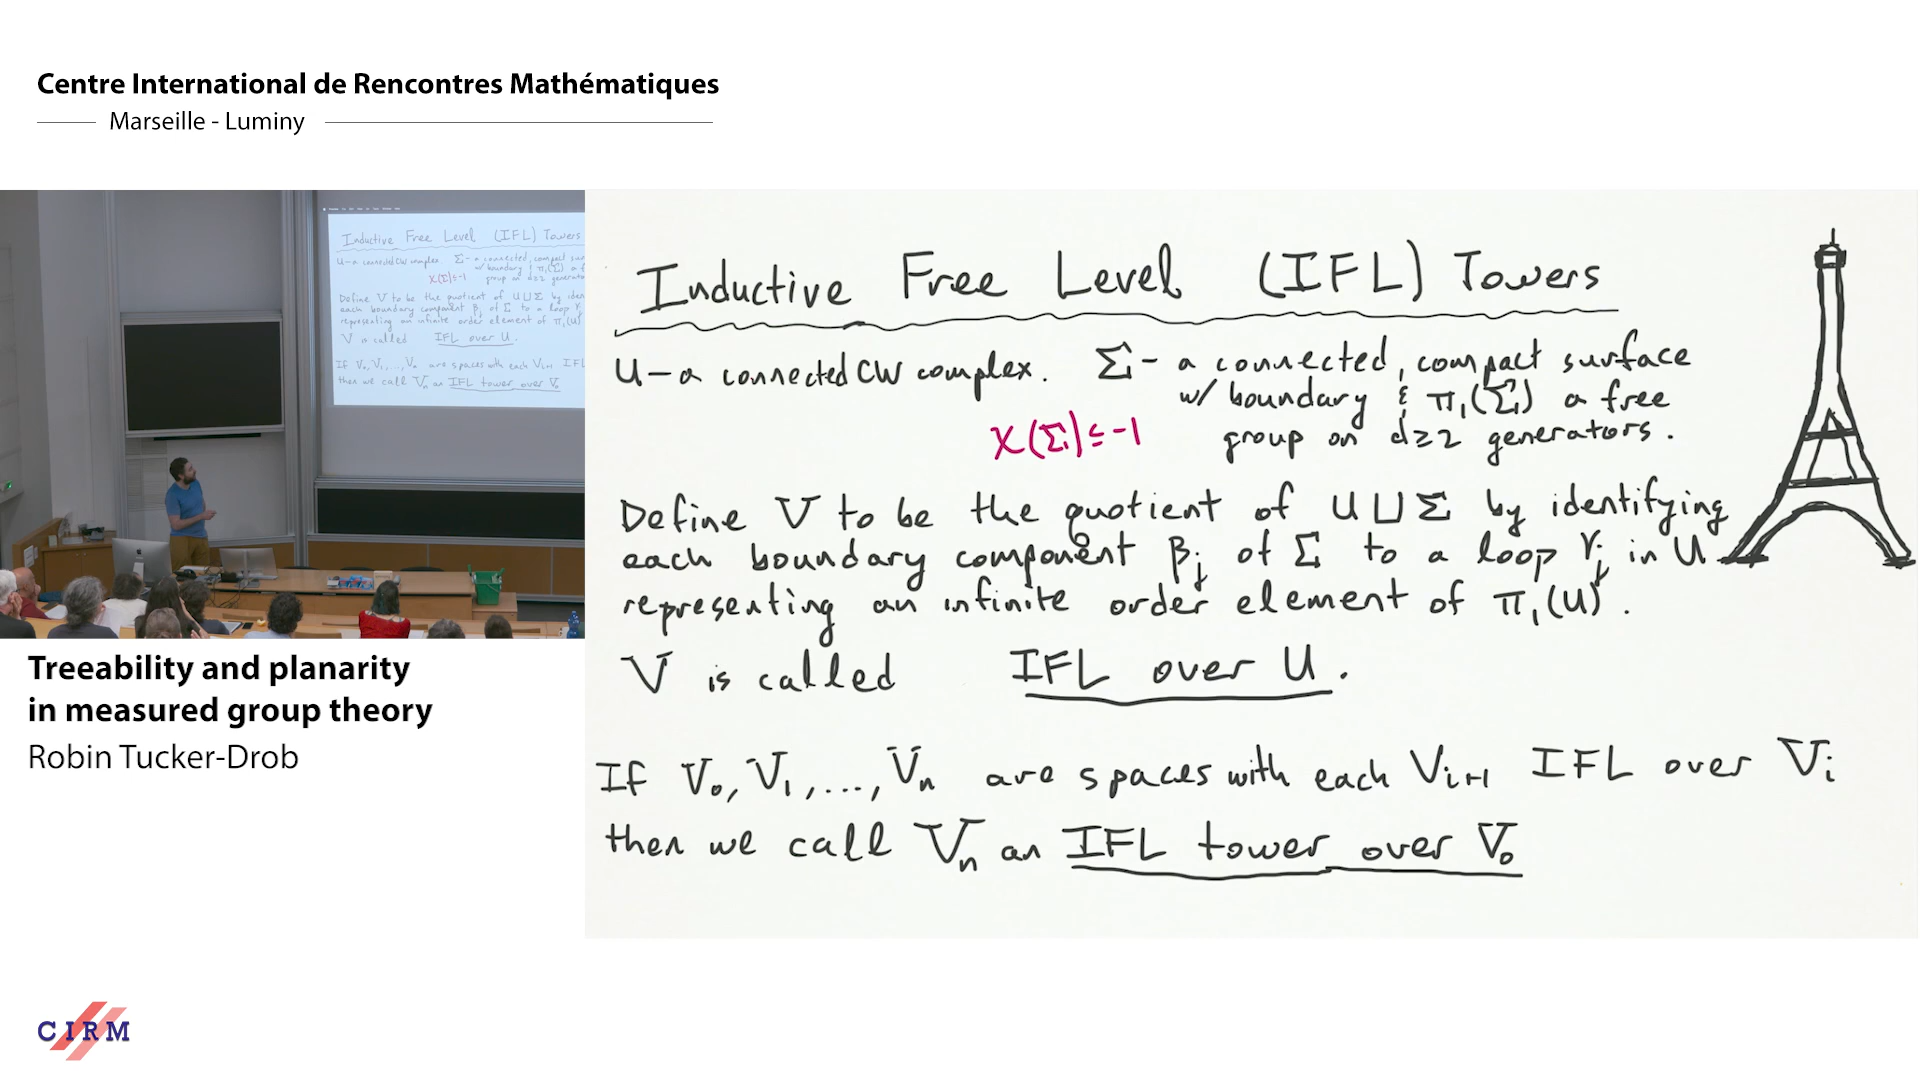 Centre International de Rencontres Mathématiques
Marseille - Luminy
Inductive Free Level (IFL) Towers
U - a connected CW complex. Σ - a connected, compact surface
w/ boundary & π₁(Σ) a free
χ(Σ) ≤ -1 group on d≥2 generators.
Define V to be the quotient of U ⊔ Σ by identifying
each boundary component βⱼ of Σ to a loop γⱼ in U
representing an infinite order element of π₁(U).
V is called IFL over U.
If V₀, V₁, ..., Vₙ are spaces with each Vᵢ₊₁ IFL over Vᵢ
then we call Vₙ an IFL tower over V₀
Treeability and planarity
in measured group theory
Robin Tucker-Drob
CIRM